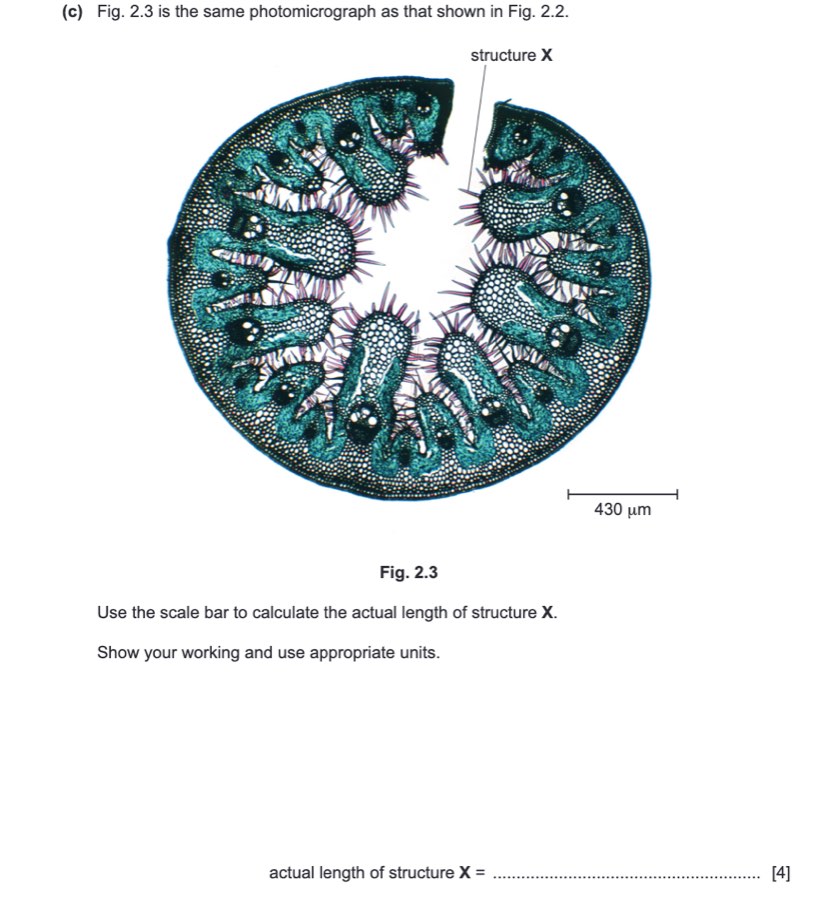 (c) Fig. 2.3 is the same photomicrograph as that shown in Fig. 2.2.
structure X
430 µm
Fig. 2.3
Use the scale bar to calculate the actual length of structure X.
Show your working and use appropriate units.
actual length of structure X = .......................................................... [4]